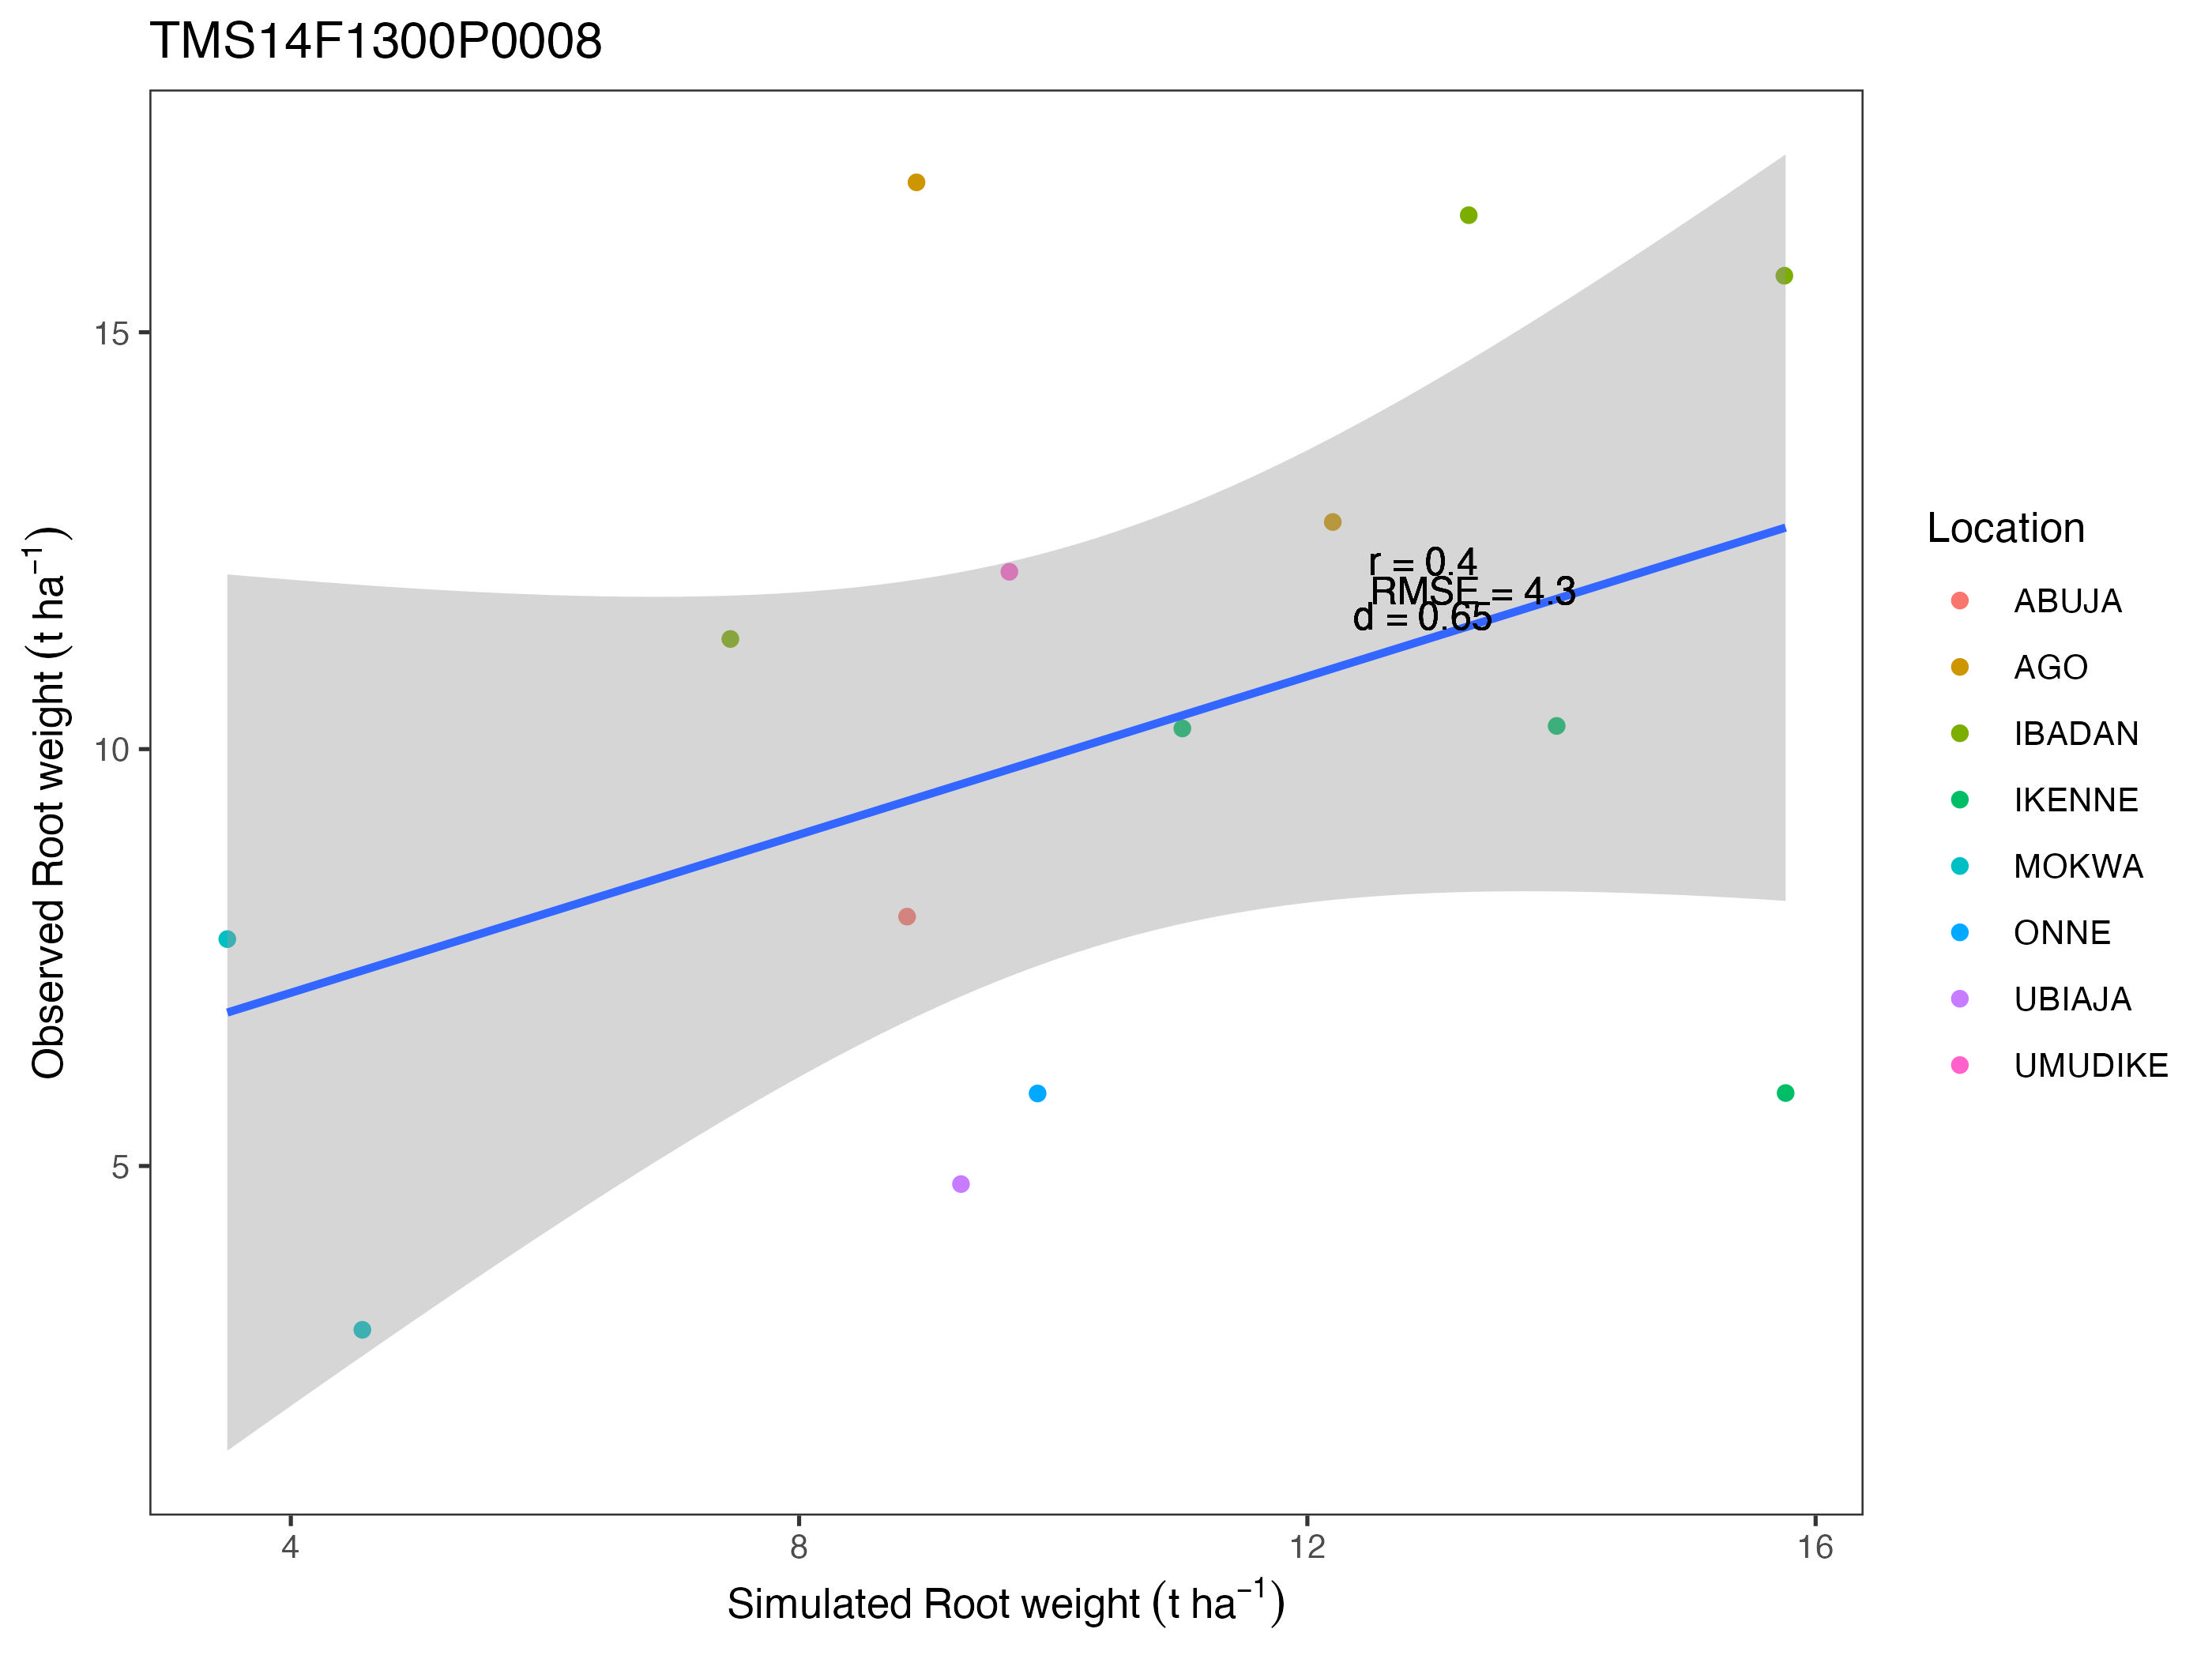 TMS14F1300P0008
Observed Root weight (t ha⁻¹)
15
10
5
r = 0.4
RMSE = 4.3
d = 0.65
4 8 12 16
Simulated Root weight (t ha⁻¹)
Location
ABUJA
AGO
IBADAN
IKENNE
MOKWA
ONNE
UBIAJA
UMUDIKE